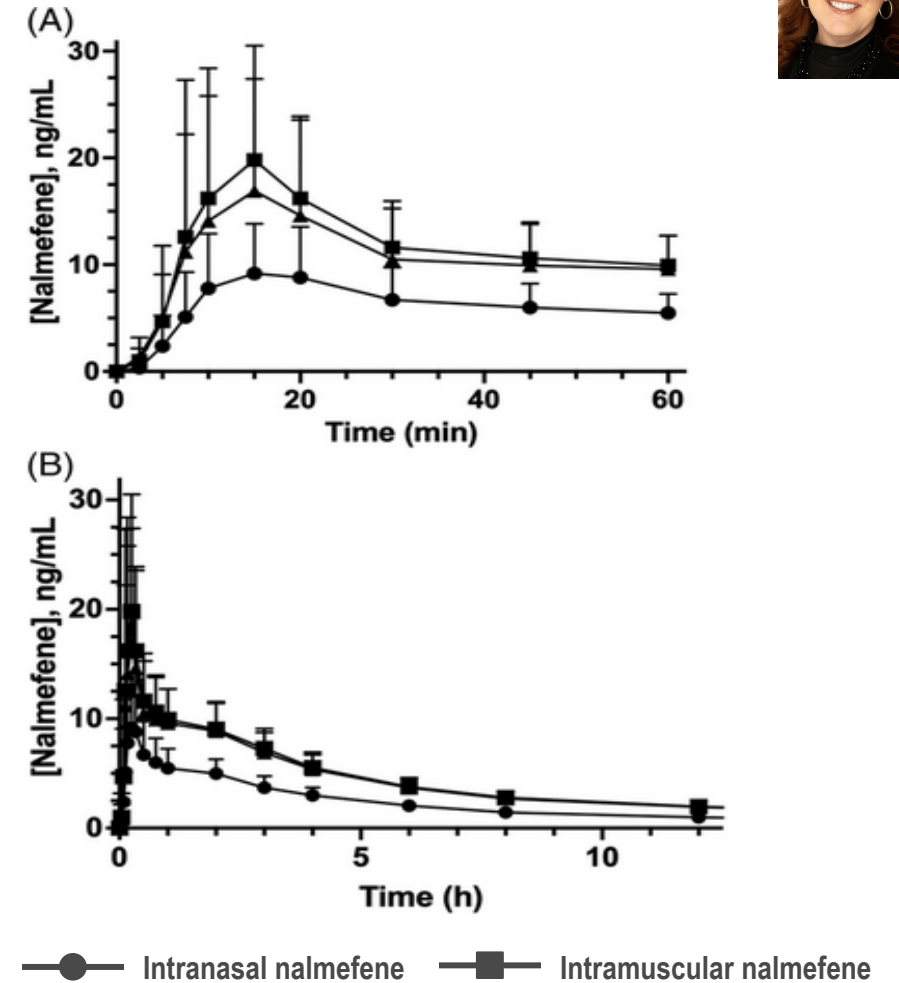 (A)
[Nalmefene], ng/mL
30
20
10
0
0 20 40 60
Time (min)
(B)
[Nalmefene], ng/mL
30
20
10
0
0 5 10
Time (h)
Intranasal nalmefene Intramuscular nalmefene